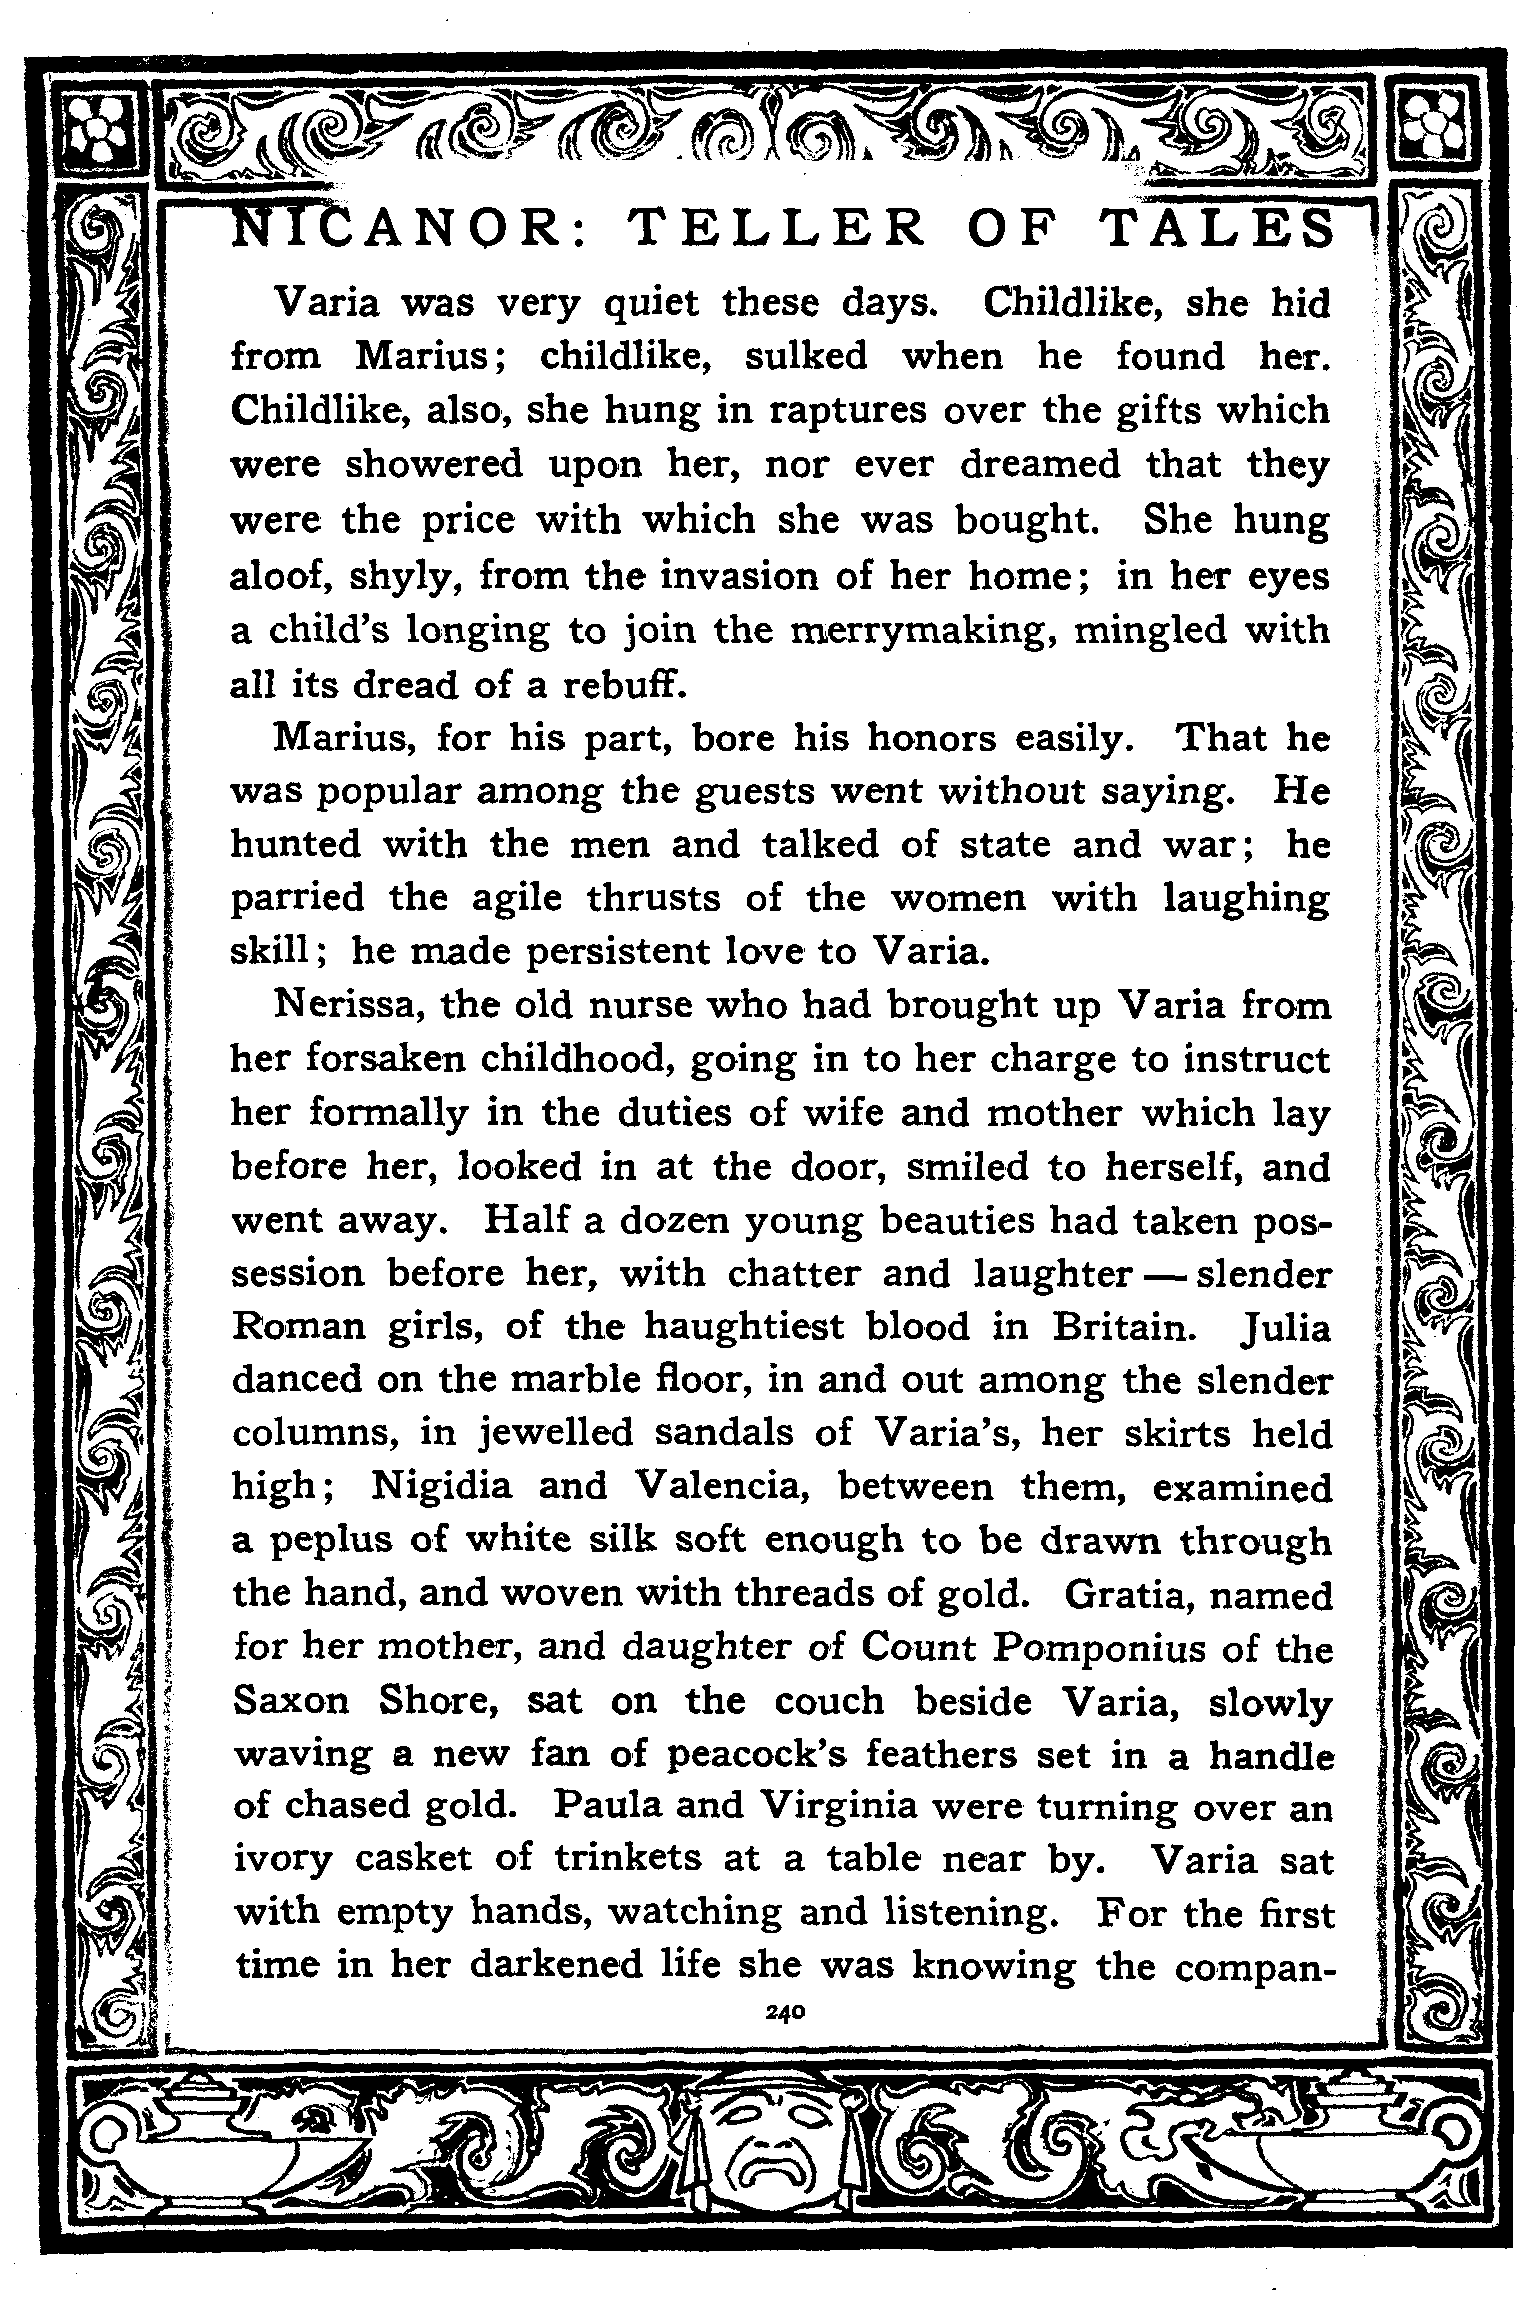 NICANOR: TELLER OF TALES
Varia was very quiet these days. Childlike, she hid
from Marius; childlike, sulked when he found her.
Childlike, also, she hung in raptures over the gifts which
were showered upon her, nor ever dreamed that they
were the price with which she was bought. She hung
aloof, shyly, from the invasion of her home; in her eyes
a child's longing to join the merrymaking, mingled with
all its dread of a rebuff.
Marius, for his part, bore his honors easily. That he
was popular among the guests went without saying. He
hunted with the men and talked of state and war; he
parried the agile thrusts of the women with laughing
skill; he made persistent love to Varia.
Nerissa, the old nurse who had brought up Varia from
her forsaken childhood, going in to her charge to instruct
her formally in the duties of wife and mother which lay
before her, looked in at the door, smiled to herself, and
went away. Half a dozen young beauties had taken pos-
session before her, with chatter and laughter — slender
Roman girls, of the haughtiest blood in Britain. Julia
danced on the marble floor, in and out among the slender
columns, in jewelled sandals of Varia's, her skirts held
high; Nigidia and Valencia, between them, examined
a peplus of white silk soft enough to be drawn through
the hand, and woven with threads of gold. Gratia, named
for her mother, and daughter of Count Pomponius of the
Saxon Shore, sat on the couch beside Varia, slowly
waving a new fan of peacock's feathers set in a handle
of chased gold. Paula and Virginia were turning over an
ivory casket of trinkets at a table near by. Varia sat
with empty hands, watching and listening. For the first
time in her darkened life she was knowing the compan-
240